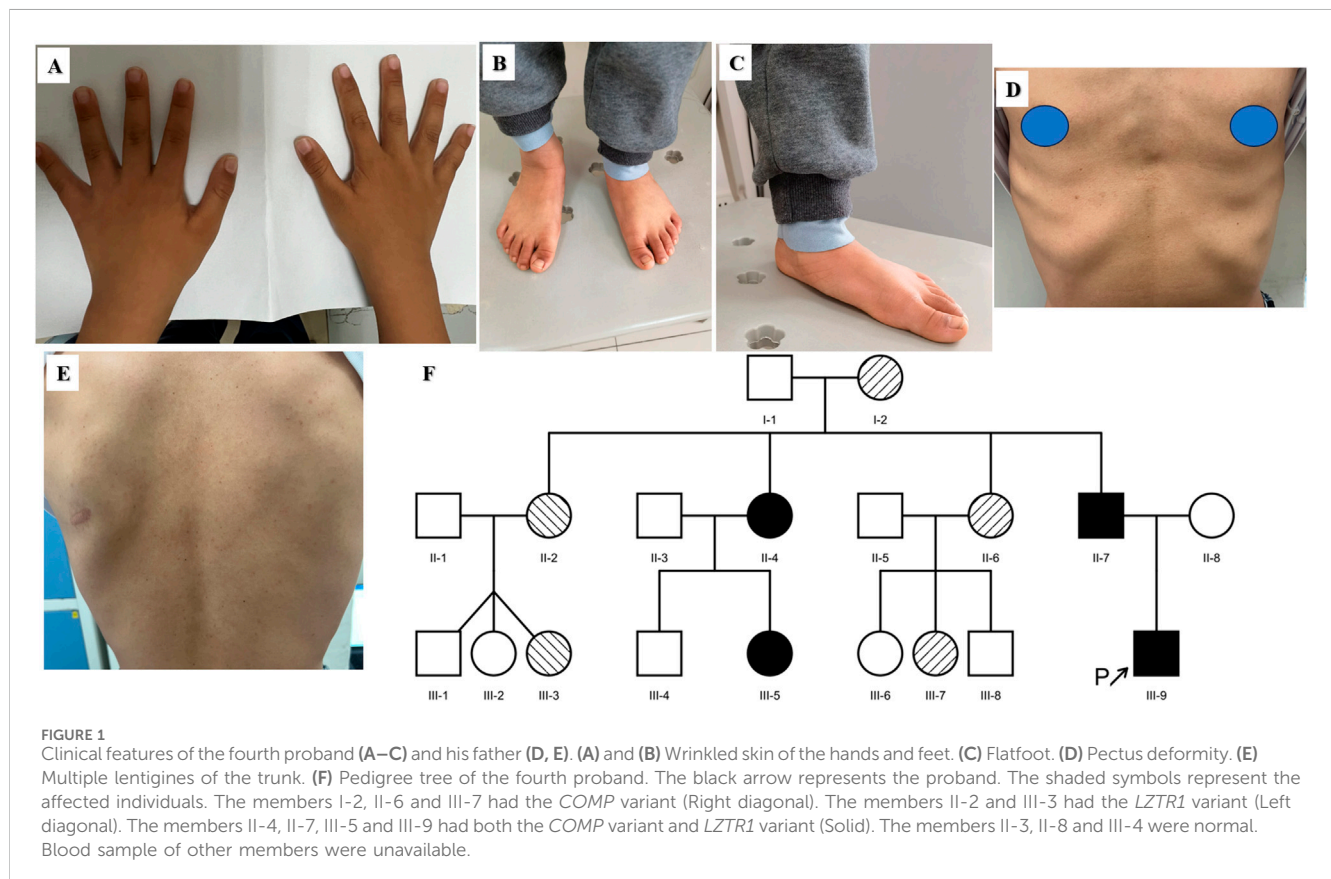 A
B
C
D
E
F
I-1
I-2
II-1
II-2
II-3
II-4
II-5
II-6
II-7
II-8
III-1
III-2
III-3
III-4
III-5
III-6
III-7
III-8
P
III-9
FIGURE 1
Clinical features of the fourth proband (A–C) and his father (D, E). (A) and (B) Wrinkled skin of the hands and feet. (C) Flatfoot. (D) Pectus deformity. (E)
Multiple lentigines of the trunk. (F) Pedigree tree of the fourth proband. The black arrow represents the proband. The shaded symbols represent the
affected individuals. The members I-2, II-6 and III-7 had the COMP variant (Right diagonal). The members II-2 and III-3 had the LZTR1 variant (Left
diagonal). The members II-4, II-7, III-5 and III-9 had both the COMP variant and LZTR1 variant (Solid). The members II-3, II-8 and III-4 were normal.
Blood sample of other members were unavailable.